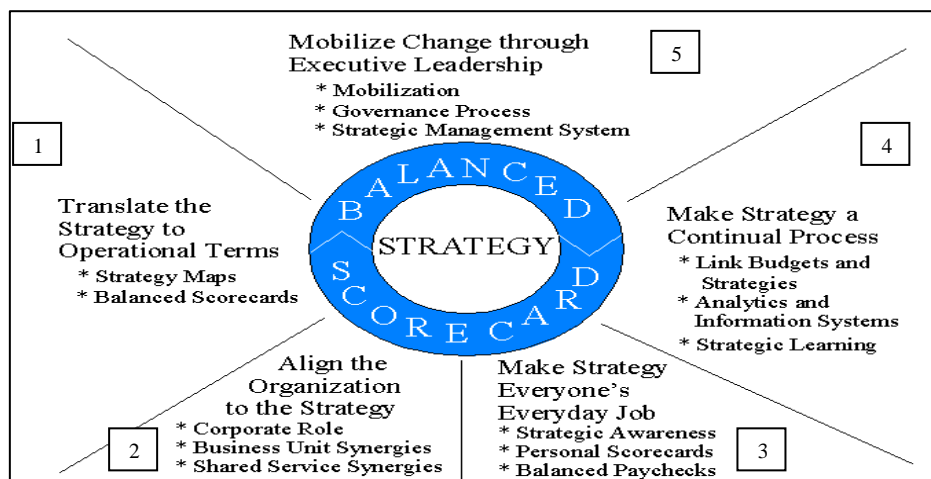 Mobilize Change through
Executive Leadership
* Mobilization
* Governance Process
* Strategic Management System
5
1
4
Translate the
Strategy to
Operational Terms
* Strategy Maps
* Balanced Scorecards
BALANCED
STRATEGY
SCORECARD
Make Strategy a
Continual Process
* Link Budgets and
Strategies
* Analytics and
Information Systems
* Strategic Learning
Align the
Organization
to the Strategy
* Corporate Role
* Business Unit Synergies
* Shared Service Synergies
2
Make Strategy
Everyone's
Everyday Job
* Strategic Awareness
* Personal Scorecards
* Balanced Paychecks
3